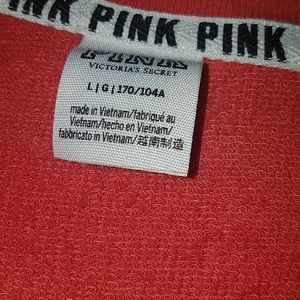 PINK PINK PINK
PINK
VICTORIA'S SECRET
L | G | 170/104A
made in Vietnam/fabriqué au
Vietnam/hecho en Vietnam/
fabbricato in Vietnam/越南制造